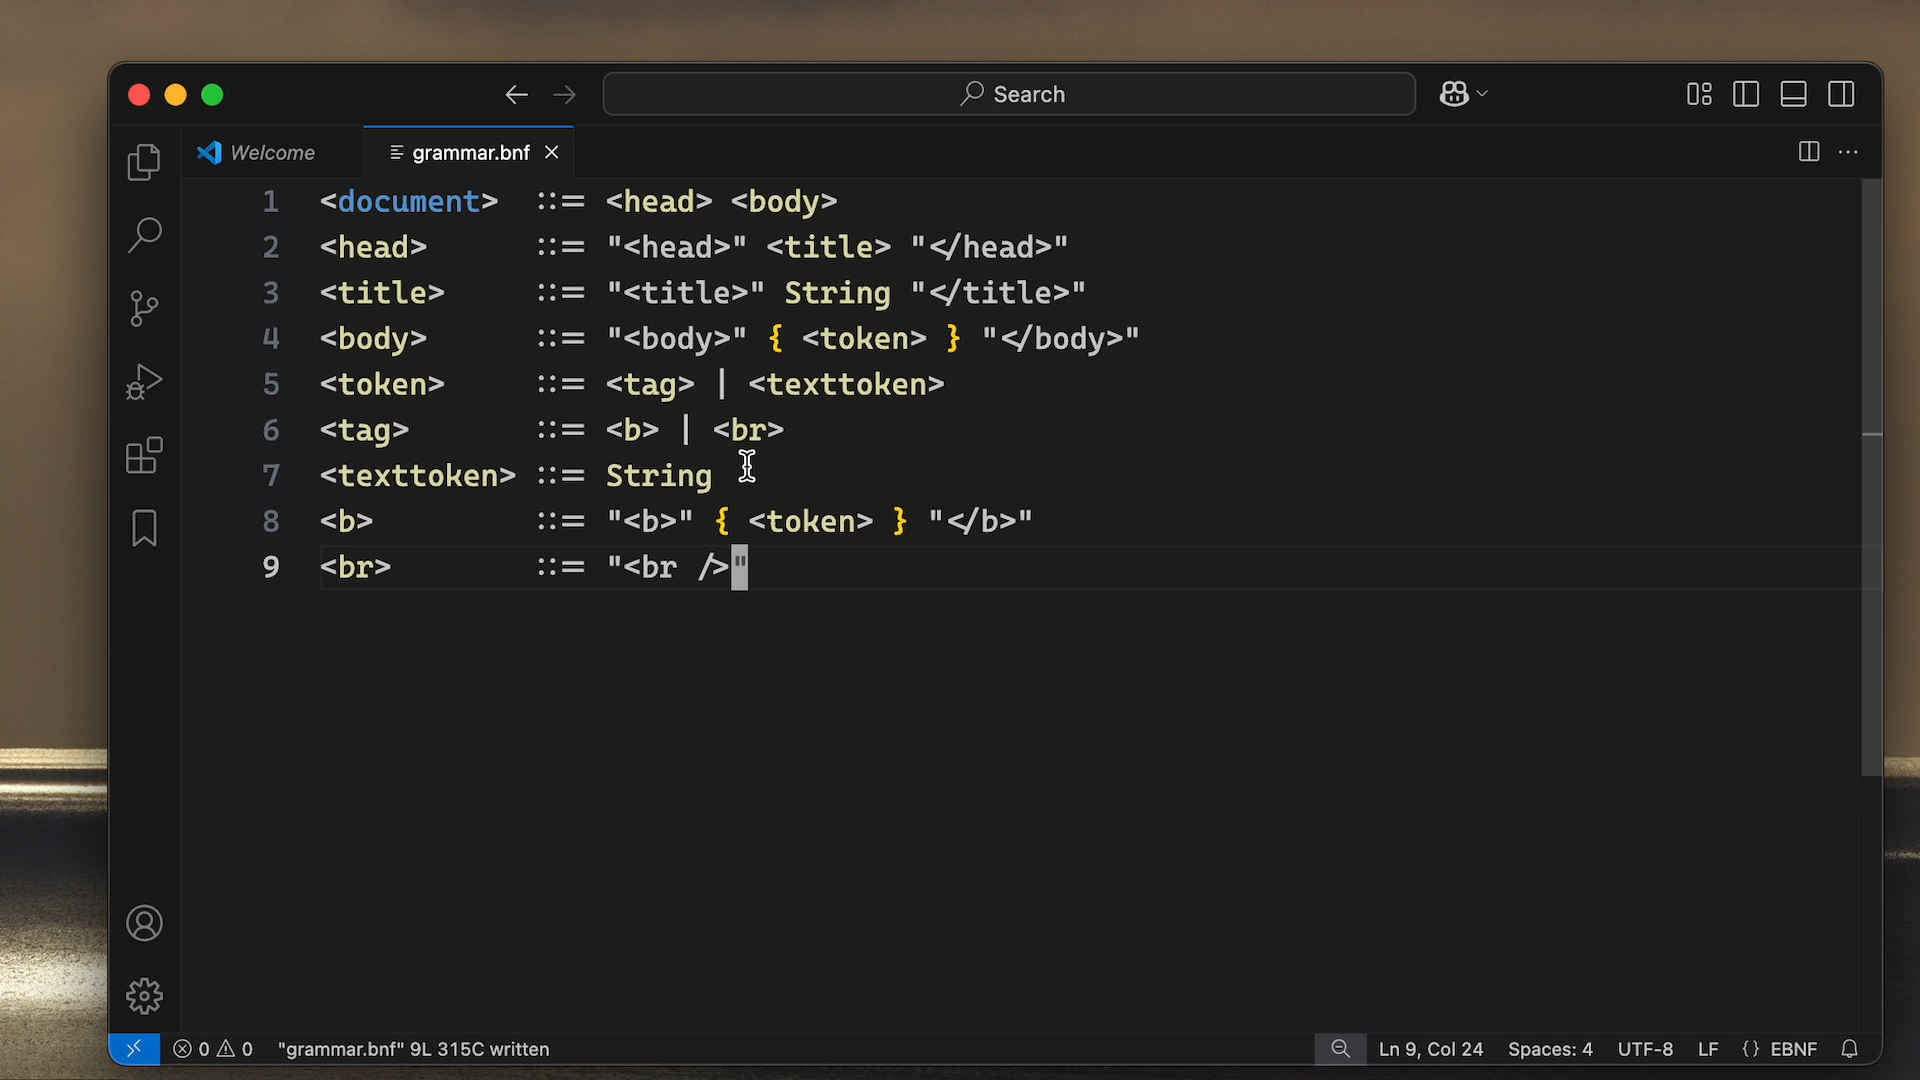 Search
Welcome
grammar.bnf
1 <document> ::= <head> <body>
2 <head> ::= "<head>" <title> "</head>"
3 <title> ::= "<title>" String "</title>"
4 <body> ::= "<body>" { <token> } "</body>"
5 <token> ::= <tag> | <texttoken>
6 <tag> ::= <b> | <br>
7 <texttoken> ::= String
8 <b> ::= "<b>" { <token> } "</b>"
9 <br> ::= "<br />"
0 0 "grammar.bnf" 9L 315C written Ln 9, Col 24 Spaces: 4 UTF-8 LF {} EBNF